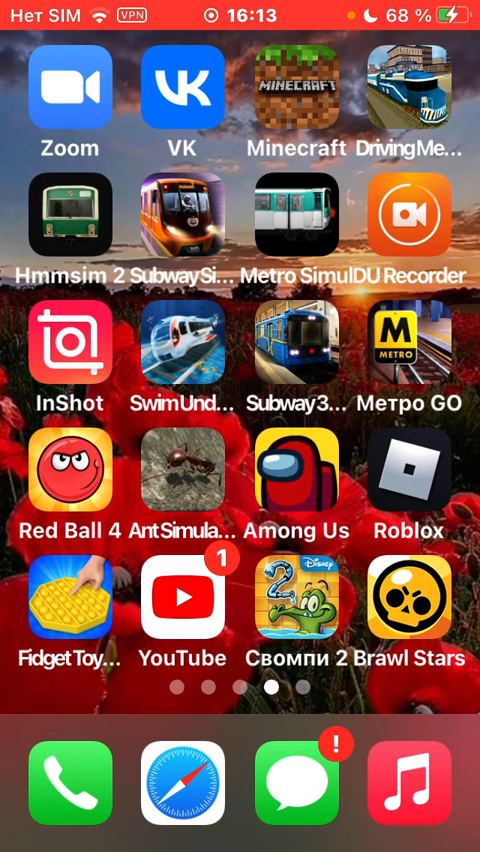 Нет SIM VPN 16:13 68 %
Zoom VK Minecraft DrivingMe...
MINECRAFT
Hmmsim 2 SubwaySi... Metro Simul DU Recorder
M
METRO
InShot SwimUnd... Subway3... Метро GO
Red Ball 4 AntSimula... Among Us Roblox
1
Disney
2
FidgetToy... YouTube Свомпи 2 Brawl Stars
!